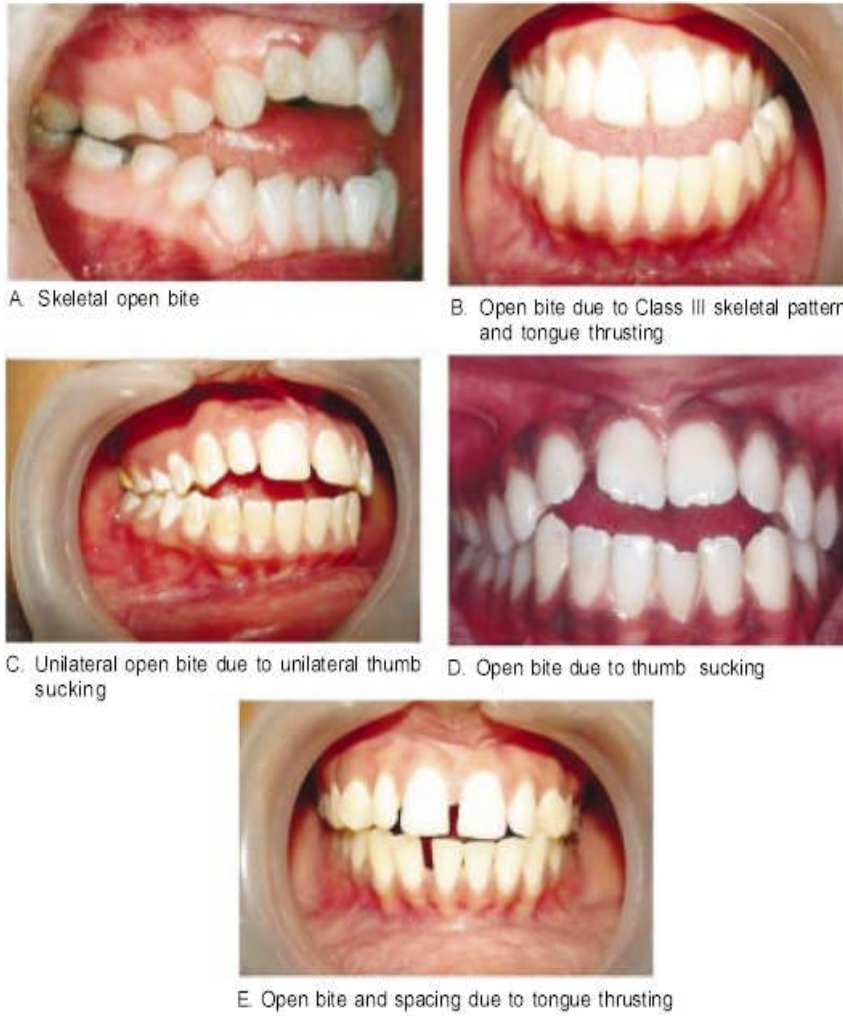 A. Skeletal open bite
B. Open bite due to Class III skeletal pattern
and tongue thrusting
C. Unilateral open bite due to unilateral thumb
sucking
D. Open bite due to thumb sucking
E. Open bite and spacing due to tongue thrusting